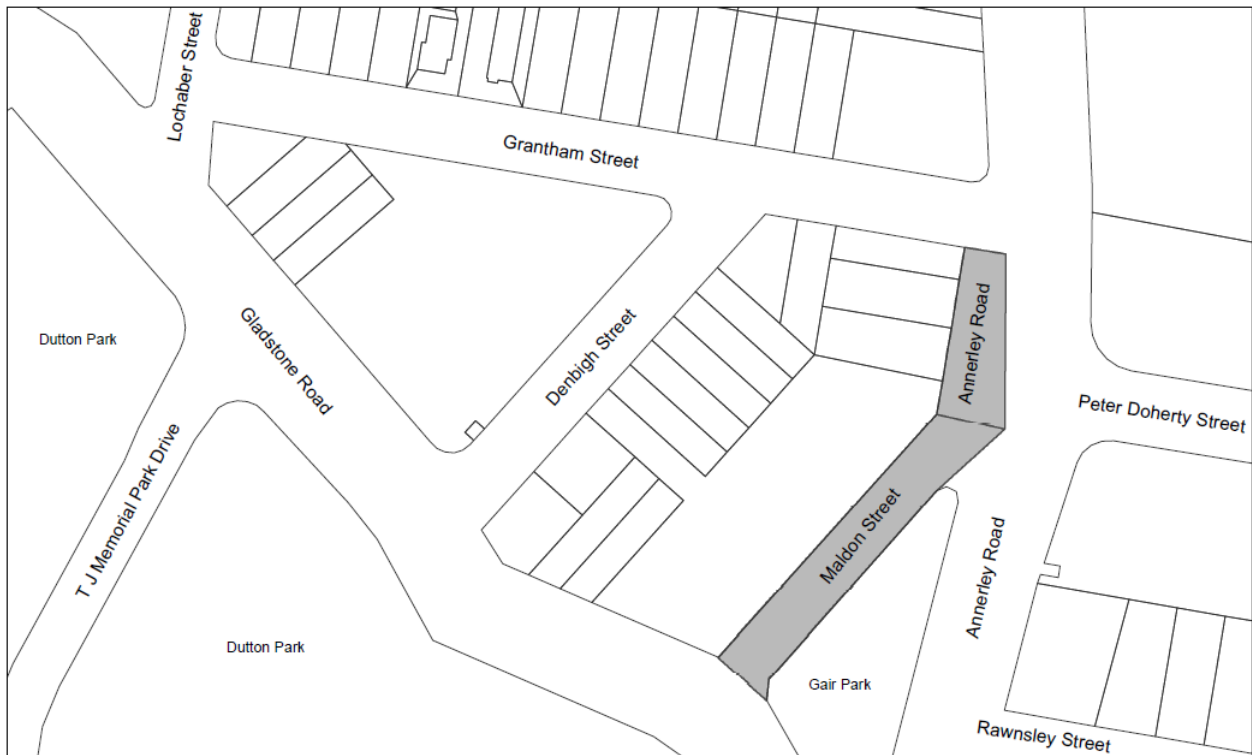 Lochaber Street
Grantham Street
Annerley Road
Dutton Park
Gladstone Road
Denbigh Street
Peter Doherty Street
T J Memorial Park Drive
Maldon Street
Annerley Road
Dutton Park
Gair Park
Rawnsley Street